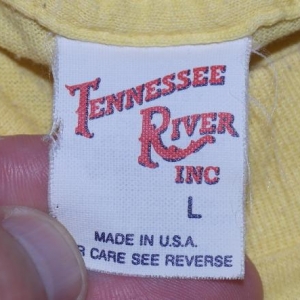 TENNESSEE
RIVER
INC
L
MADE IN U.S.A.
R CARE SEE REVERSE